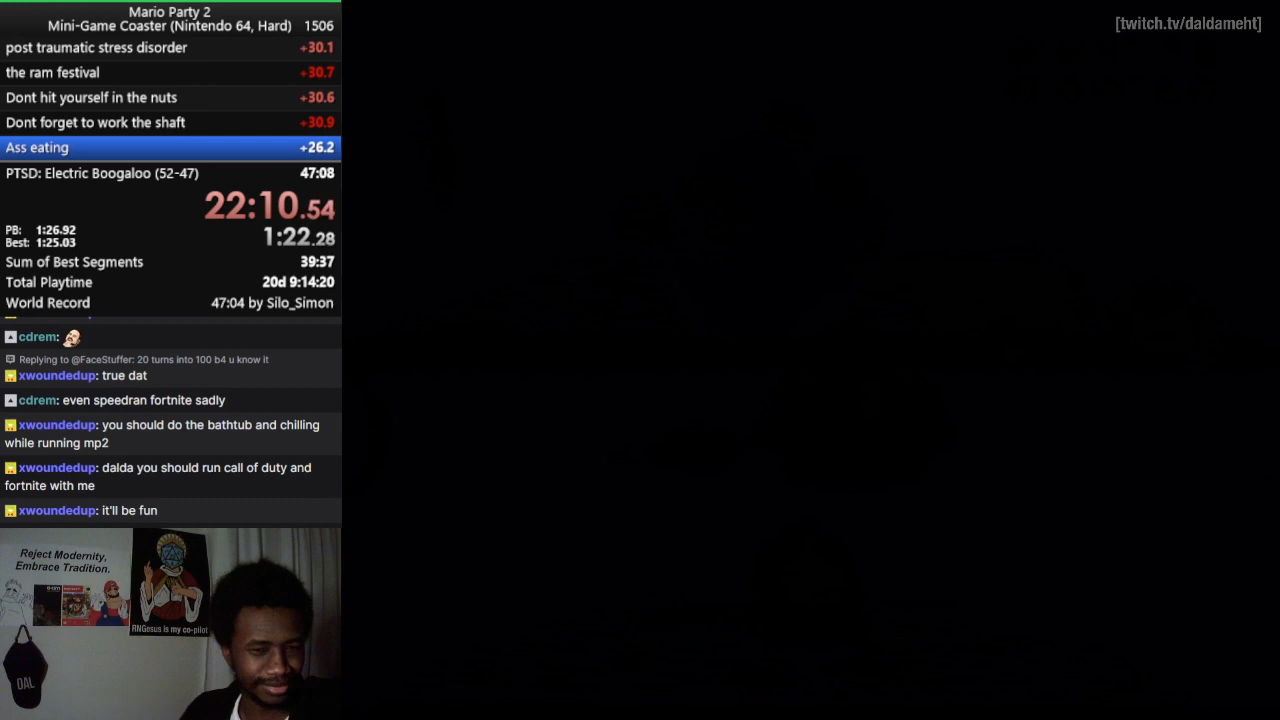 Mario Party 2
Mini-Game Coaster (Nintendo 64, Hard) 1506
post traumatic stress disorder +30.1
the ram festival +30.7
Dont hit yourself in the nuts +30.6
Dont forget to work the shaft +30.9
Ass eating +26.2
PTSD: Electric Boogaloo (52-47) 47:08
22:10.54
PB: 1:26.92
Best: 1:25.03
1:22.28
Sum of Best Segments 39:37
Total Playtime 20d 9:14:20
World Record 47:04 by Silo_Simon
cdrem:
Replying to @FaceStuffer: 20 turns into 100 b4 u know it
xwoundedup: true dat
cdrem: even speedran fortnite sadly
xwoundedup: you should do the bathtub and chilling
while running mp2
xwoundedup: dalda you should run call of duty and
fortnite with me
xwoundedup: it'll be fun
Reject Modernity,
Embrace Tradition.
RNGesus is my co-pilot
DAL
[twitch.tv/daldameht]